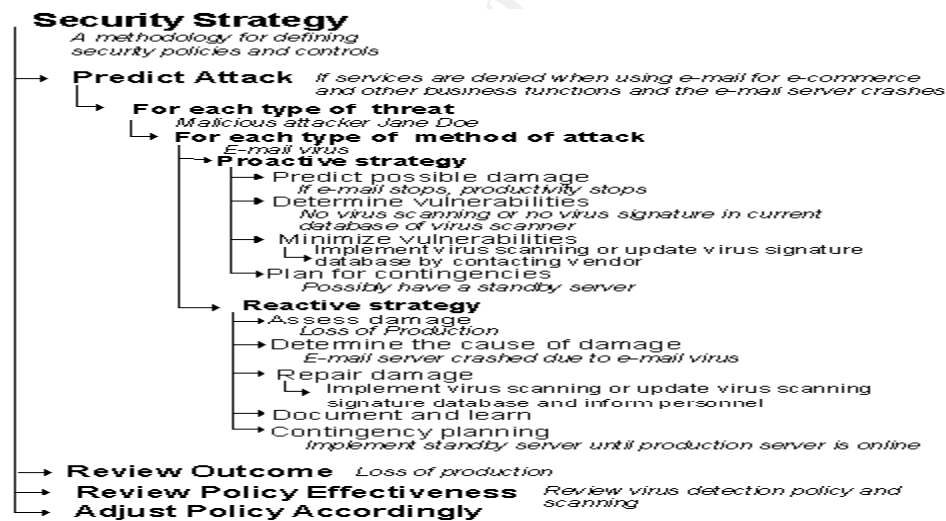 Security Strategy
A methodology for defining
security policies and controls
Predict Attack If services are denied when using e-mail for e-commerce
and other business functions and the e-mail server crashes
For each type of threat
Malicious attacker Jane Doe
For each type of method of attack
E-mail virus
Proactive strategy
Predict possible damage
If e-mail stops, productivity stops
Determine vulnerabilities
No virus scanning or no virus signature in current
database of virus scanner
Minimize vulnerabilities
Implement virus scanning or update virus signature
database by contacting vendor
Plan for contingencies
Possibly have a standby server
Reactive strategy
Assess damage
Loss of Production
Determine the cause of damage
E-mail server crashed due to e-mail virus
Repair damage
Implement virus scanning or update virus scanning
signature database and inform personnel
Document and learn
Contingency planning
Implement standby server until production server is online
Review Outcome Loss of production
Review Policy Effectiveness Review virus detection policy and
scanning
Adjust Policy Accordingly